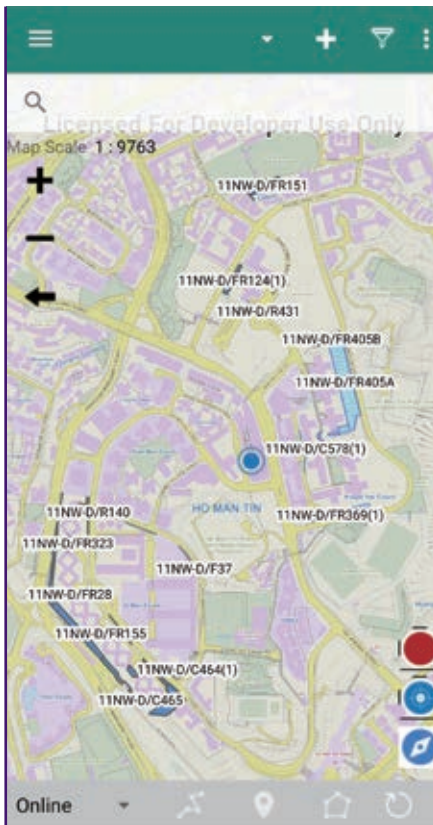 Licensed For Developer Use Only
Map Scale 1 : 9763
11NW-D/FR151
11NW-D/FR124(1)
11NW-D/R431
11NW-D/FR405B
11NW-D/FR405A
11NW-D/C578(1)
11NW-D/R140
HO MAN TIN
11NW-D/FR369(1)
11NW-D/FR323
11NW-D/F37
11NW-D/FR28
11NW-D/FR155
11NW-D/C464(1)
11NW-D/C465
Online